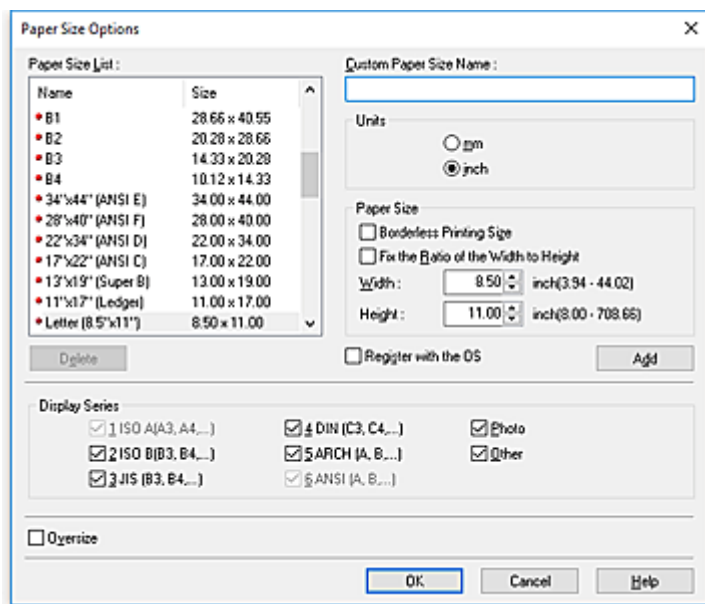 Paper Size Options
Paper Size List :
Name Size
B1 28.66 x 40.55
B2 20.28 x 28.66
B3 14.33 x 20.28
B4 10.12 x 14.33
34"x44" (ANSI E) 34.00 x 44.00
28"x40" (ANSI F) 28.00 x 40.00
22"x34" (ANSI D) 22.00 x 34.00
17"x22" (ANSI C) 17.00 x 22.00
13"x19" (Super B) 13.00 x 19.00
11"x17" (Ledger) 11.00 x 17.00
Letter (8.5"x11") 8.50 x 11.00
Delete
Custom Paper Size Name :
Units
mm
inch
Paper Size
Borderless Printing Size
Fix the Ratio of the Width to Height
Width : 8.50 inch(3.94 - 44.02)
Height : 11.00 inch(8.00 - 708.66)
Register with the OS Add
Display Series
1 ISO A(A3, A4,...) 4 DIN (C3, C4,...) Photo
2 ISO B(B3, B4,...) 5 ARCH (A, B,...) Other
3 JIS (B3, B4,...) 6 ANSI (A, B,...)
Oversize
OK Cancel Help